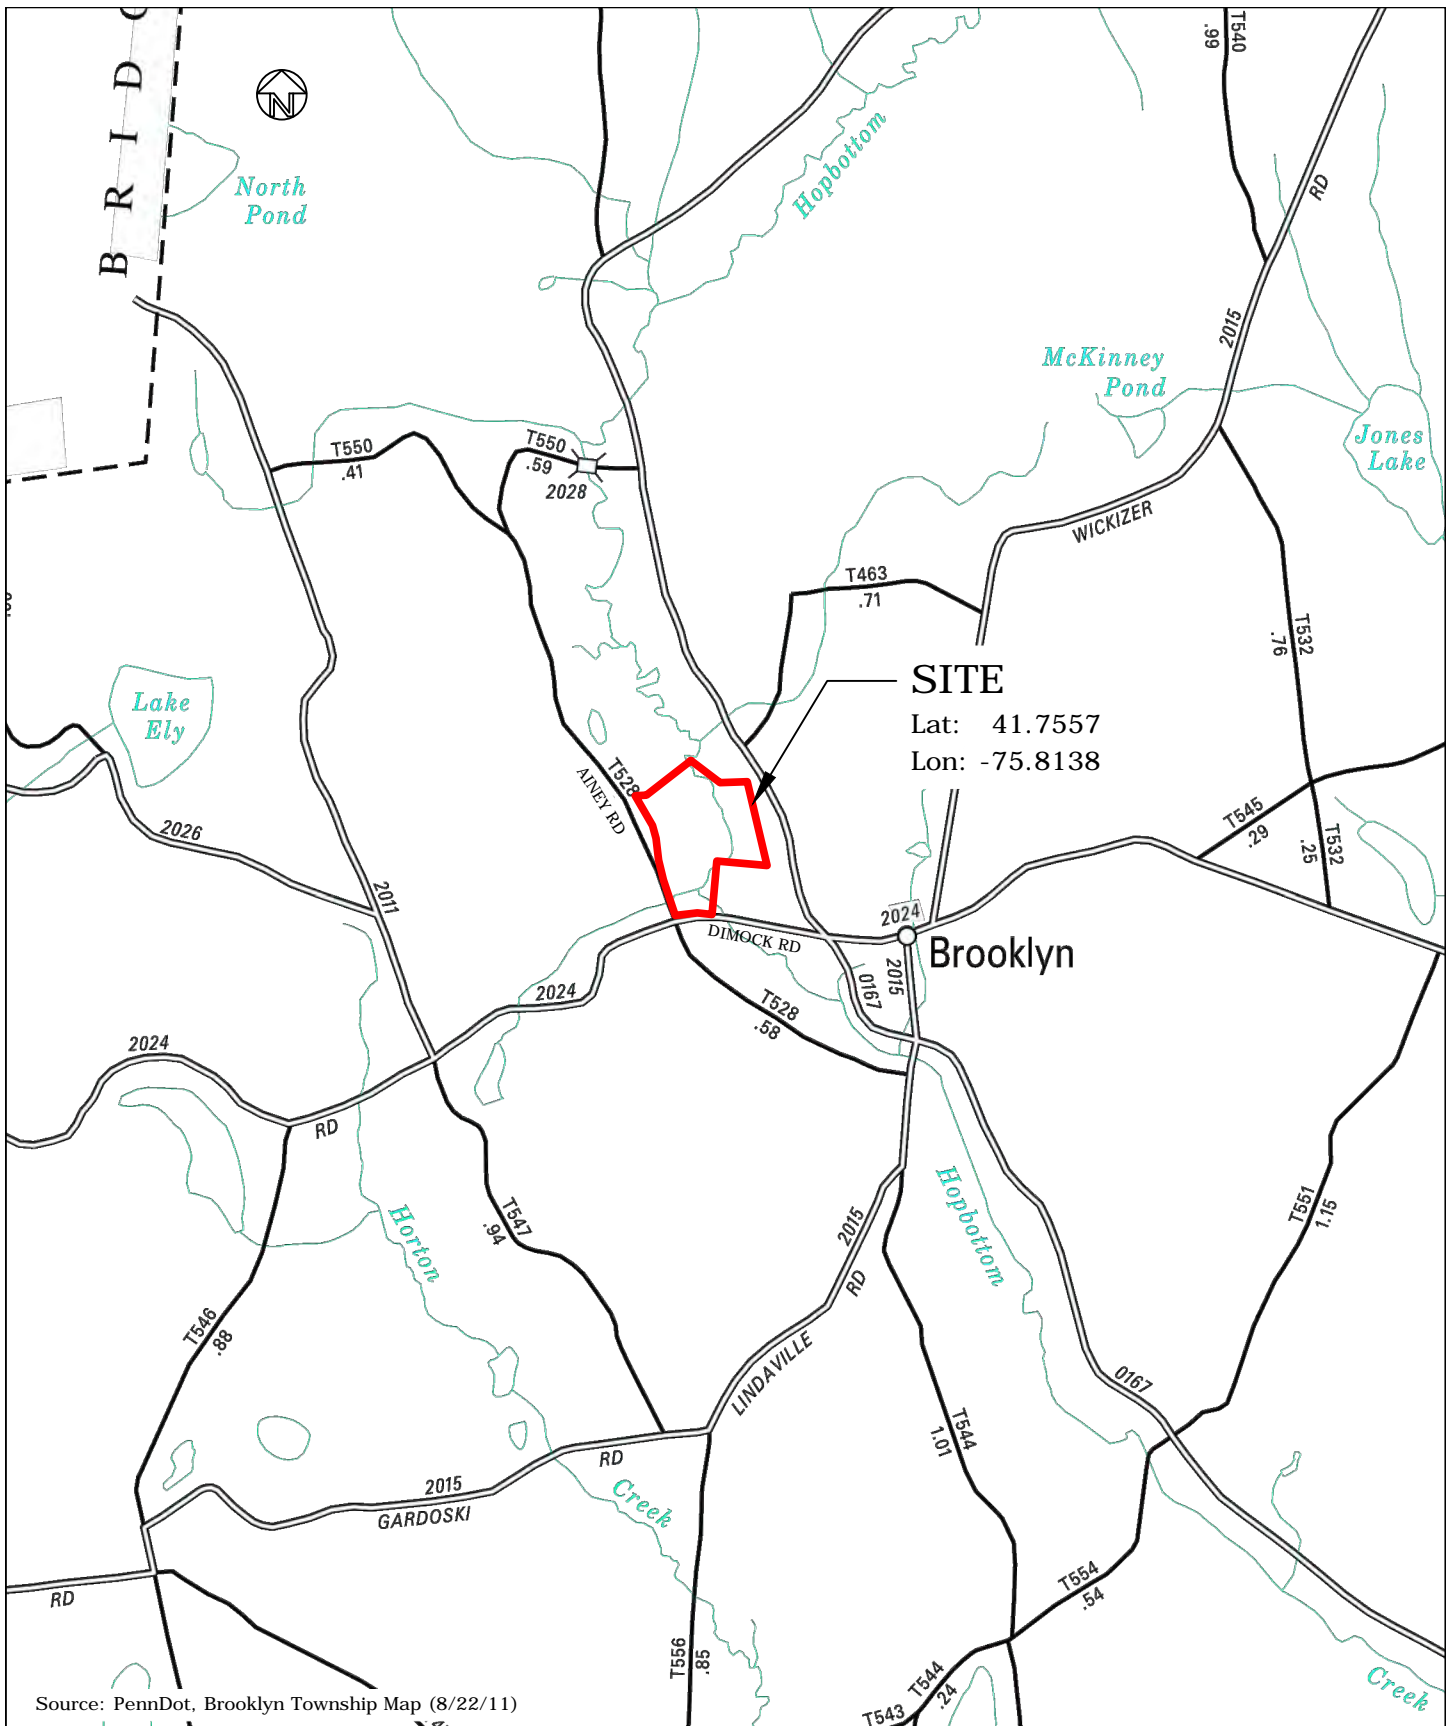 B R I D
N
T540
.99
North
Pond
Hopbottom
RD
2015
McKinney
Pond
Jones
Lake
T550
.41
T550
.59
2028
WICKIZER
T463
.71
T532
.76
SITE
Lat: 41.7557
Lon: -75.8138
Lake
Ely
T528
AINEY RD
2026
2011
T545
.29
T532
.25
2024
DIMOCK RD
Brooklyn
2015
0167
2024
T528
.58
2024
RD
Horton
T547
.94
Hopbottom
2015
RD
T551
1.15
T546
.88
LINDAVILLE
0167
T544
1.01
RD
2015
GARDOSKI
Creek
RD
T554
.54
T556
.85
T544
.24
T543
Creek
Source: PennDot, Brooklyn Township Map (8/22/11)